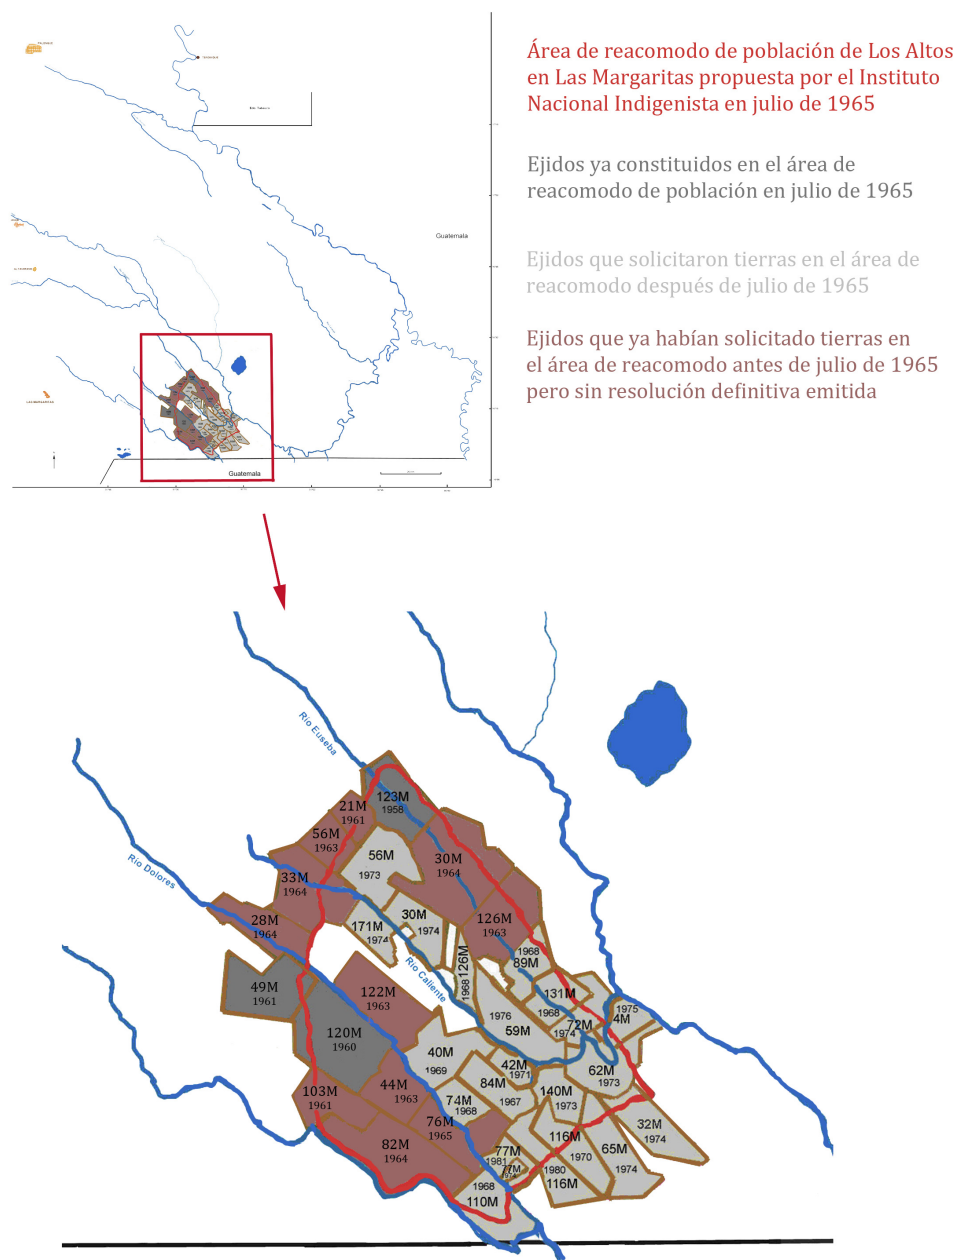 Área de reacomodo de población de Los Altos
en Las Margaritas propuesta por el Instituto
Nacional Indigenista en julio de 1965
Ejidos ya constituidos en el área de
reacomodo de población en julio de 1965
Ejidos que solicitaron tierras en el área de
reacomodo después de julio de 1965
Ejidos que ya habían solicitado tierras en
el área de reacomodo antes de julio de 1965
pero sin resolución definitiva emitida
Guatemala
Guatemala
Río Euseba
Río Dolores
Río Caliente
123M
1958
21M
1961
56M
1963
56M
1973
30M
1964
33M
1964
28M
1964
171M
1974
30M
1974
126M
1963
126M
1968
1968
89M
49M
1961
122M
1963
131M
1968
1975
4M
1976
59M
72M
1974
120M
1960
40M
1969
42M
1971
62M
1973
84M
1967
140M
1973
103M
1961
44M
1963
74M
1968
76M
1965
32M
1974
82M
1964
116M
1970
65M
1974
77M
1981
77M
1974
1980
116M
1968
110M